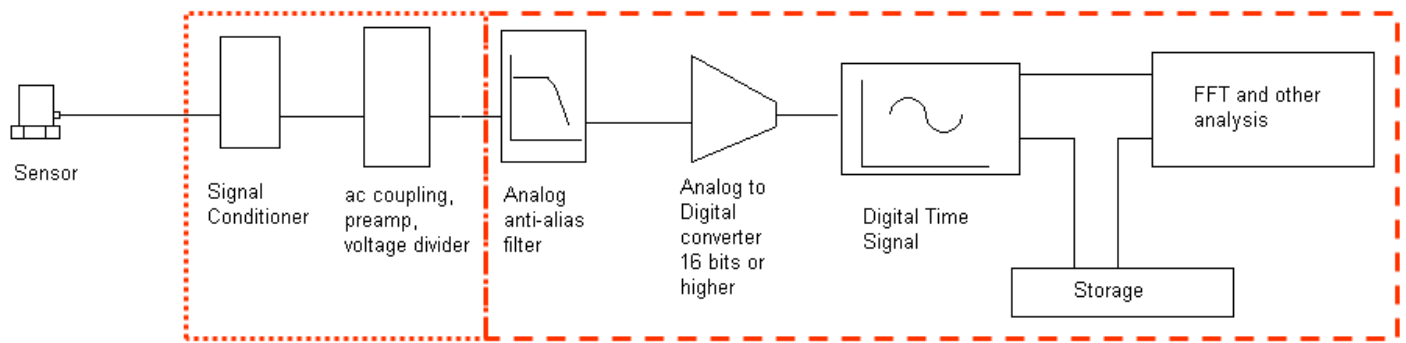 Sensor
Signal
Conditioner
ac coupling,
preamp,
voltage divider
Analog
anti-alias
filter
Analog to
Digital
converter
16 bits or
higher
Digital Time
Signal
FFT and other
analysis
Storage